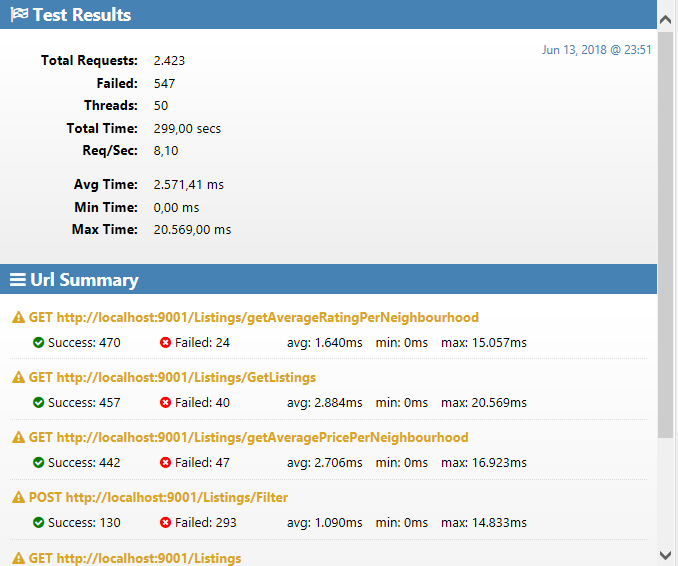 Test Results
Jun 13, 2018 @ 23:51
Total Requests: 2.423
Failed: 547
Threads: 50
Total Time: 299,00 secs
Req/Sec: 8,10
Avg Time: 2.571,41 ms
Min Time: 0,00 ms
Max Time: 20.569,00 ms
Url Summary
GET http://localhost:9001/Listings/getAverageRatingPerNeighbourhood
Success: 470 Failed: 24 avg: 1.640ms min: 0ms max: 15.057ms
GET http://localhost:9001/Listings/GetListings
Success: 457 Failed: 40 avg: 2.884ms min: 0ms max: 20.569ms
GET http://localhost:9001/Listings/getAveragePricePerNeighbourhood
Success: 442 Failed: 47 avg: 2.706ms min: 0ms max: 16.923ms
POST http://localhost:9001/Listings/Filter
Success: 130 Failed: 293 avg: 1.090ms min: 0ms max: 14.833ms
GET http://localhost:9001/Listings